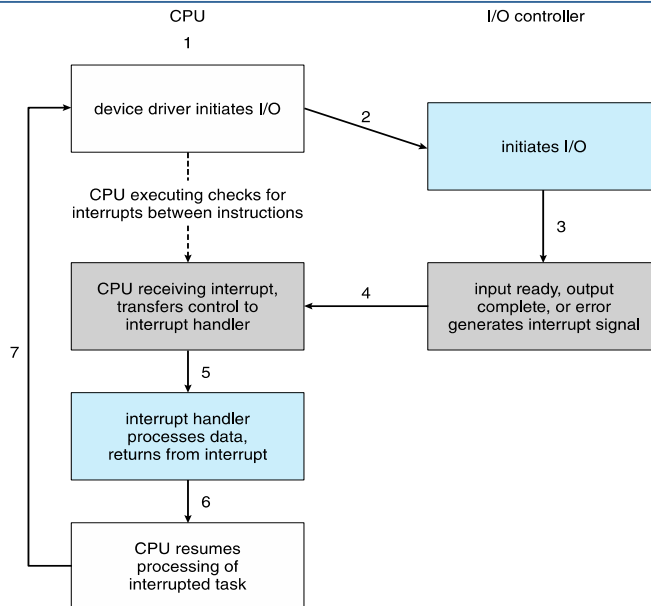 CPU
I/O controller
1
device driver initiates I/O
2
initiates I/O
CPU executing checks for
interrupts between instructions
3
CPU receiving interrupt,
transfers control to
interrupt handler
4
input ready, output
complete, or error
generates interrupt signal
7
5
interrupt handler
processes data,
returns from interrupt
6
CPU resumes
processing of
interrupted task